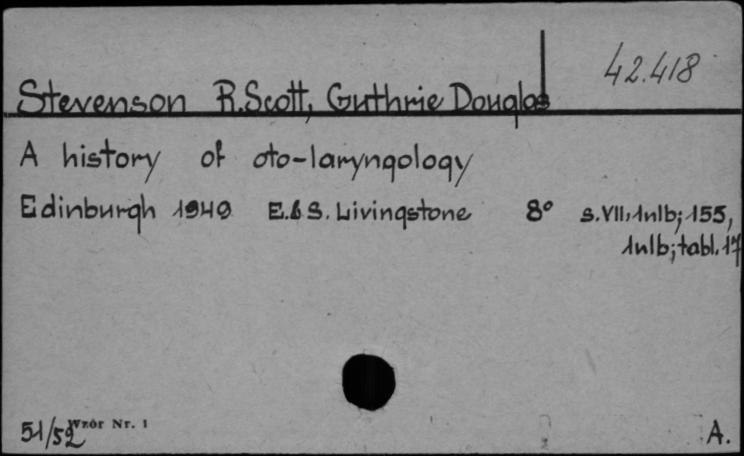 42.418
Stevenson R. Scott, Guthrie Douglas
A history of oto-laryngology
Edinburgh 1949 E.&S. Livingstone 8° s.VII,1nlb;155,
1nlb;tabl.17
51/52 Wzór Nr. 1
A.